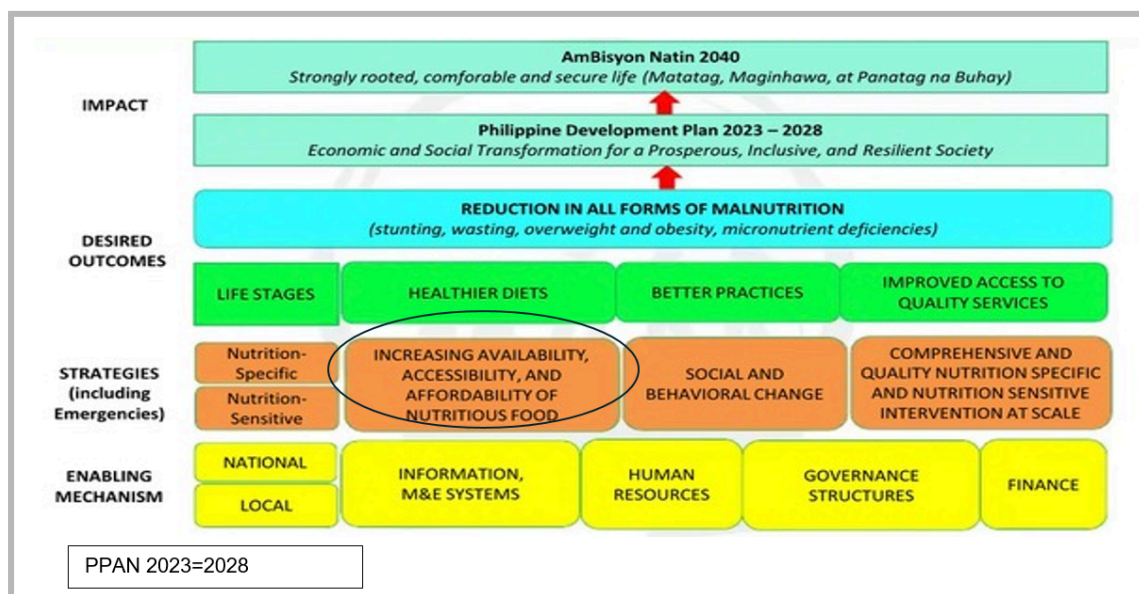 AmBisyon Natin 2040
Strongly rooted, comforable and secure life (Matatag, Maginhawa, at Panatag na Buhay)
IMPACT
Philippine Development Plan 2023 – 2028
Economic and Social Transformation for a Prosperous, Inclusive, and Resilient Society
DESIRED
OUTCOMES
REDUCTION IN ALL FORMS OF MALNUTRITION
(stunting, wasting, overweight and obesity, micronutrient deficiencies)
LIFE STAGES
HEALTHIER DIETS
BETTER PRACTICES
IMPROVED ACCESS TO
QUALITY SERVICES
STRATEGIES
(including
Emergencies)
Nutrition-
Specific
Nutrition-
Sensitive
INCREASING AVAILABILITY,
ACCESSIBILITY, AND
AFFORDABILITY OF
NUTRITIOUS FOOD
SOCIAL AND
BEHAVIORAL CHANGE
COMPREHENSIVE AND
QUALITY NUTRITION SPECIFIC
AND NUTRITION SENSITIVE
INTERVENTION AT SCALE
ENABLING
MECHANISM
NATIONAL
LOCAL
INFORMATION,
M&E SYSTEMS
HUMAN
RESOURCES
GOVERNANCE
STRUCTURES
FINANCE
PPAN 2023=2028